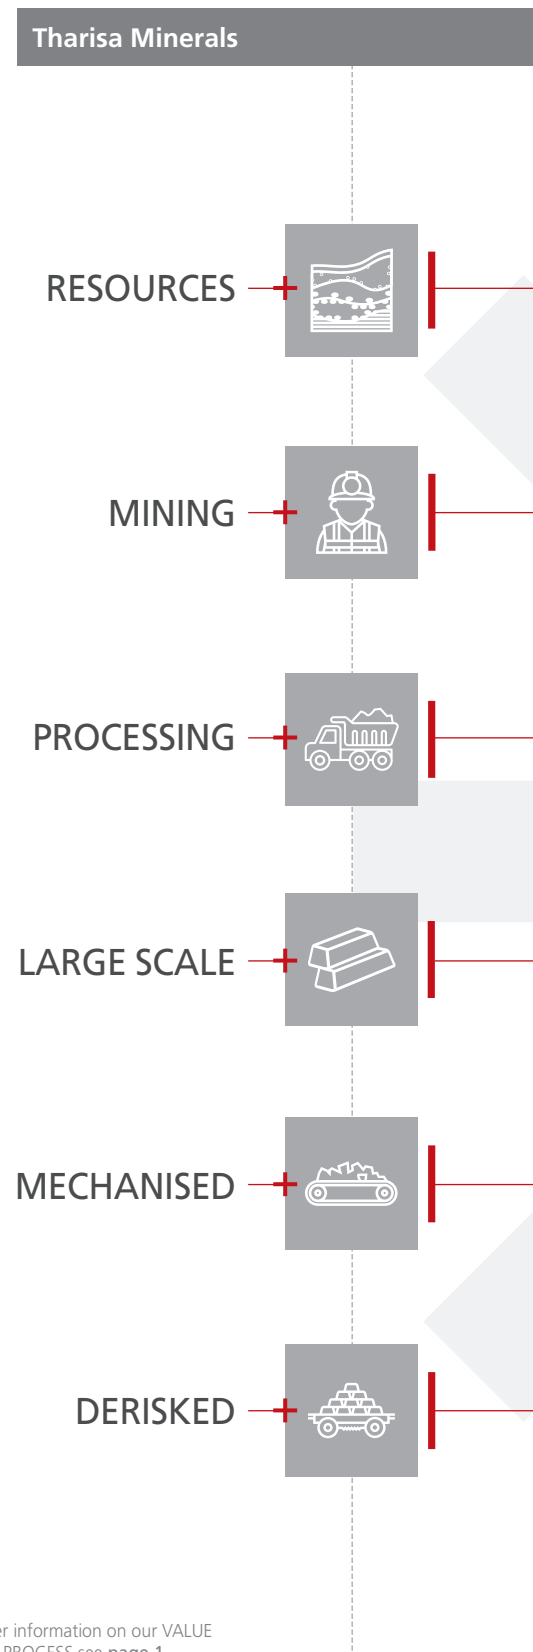 Tharisa Minerals
RESOURCES
MINING
PROCESSING
LARGE SCALE
MECHANISED
DERISKED
information on our VALUE
PROCESS see page 1